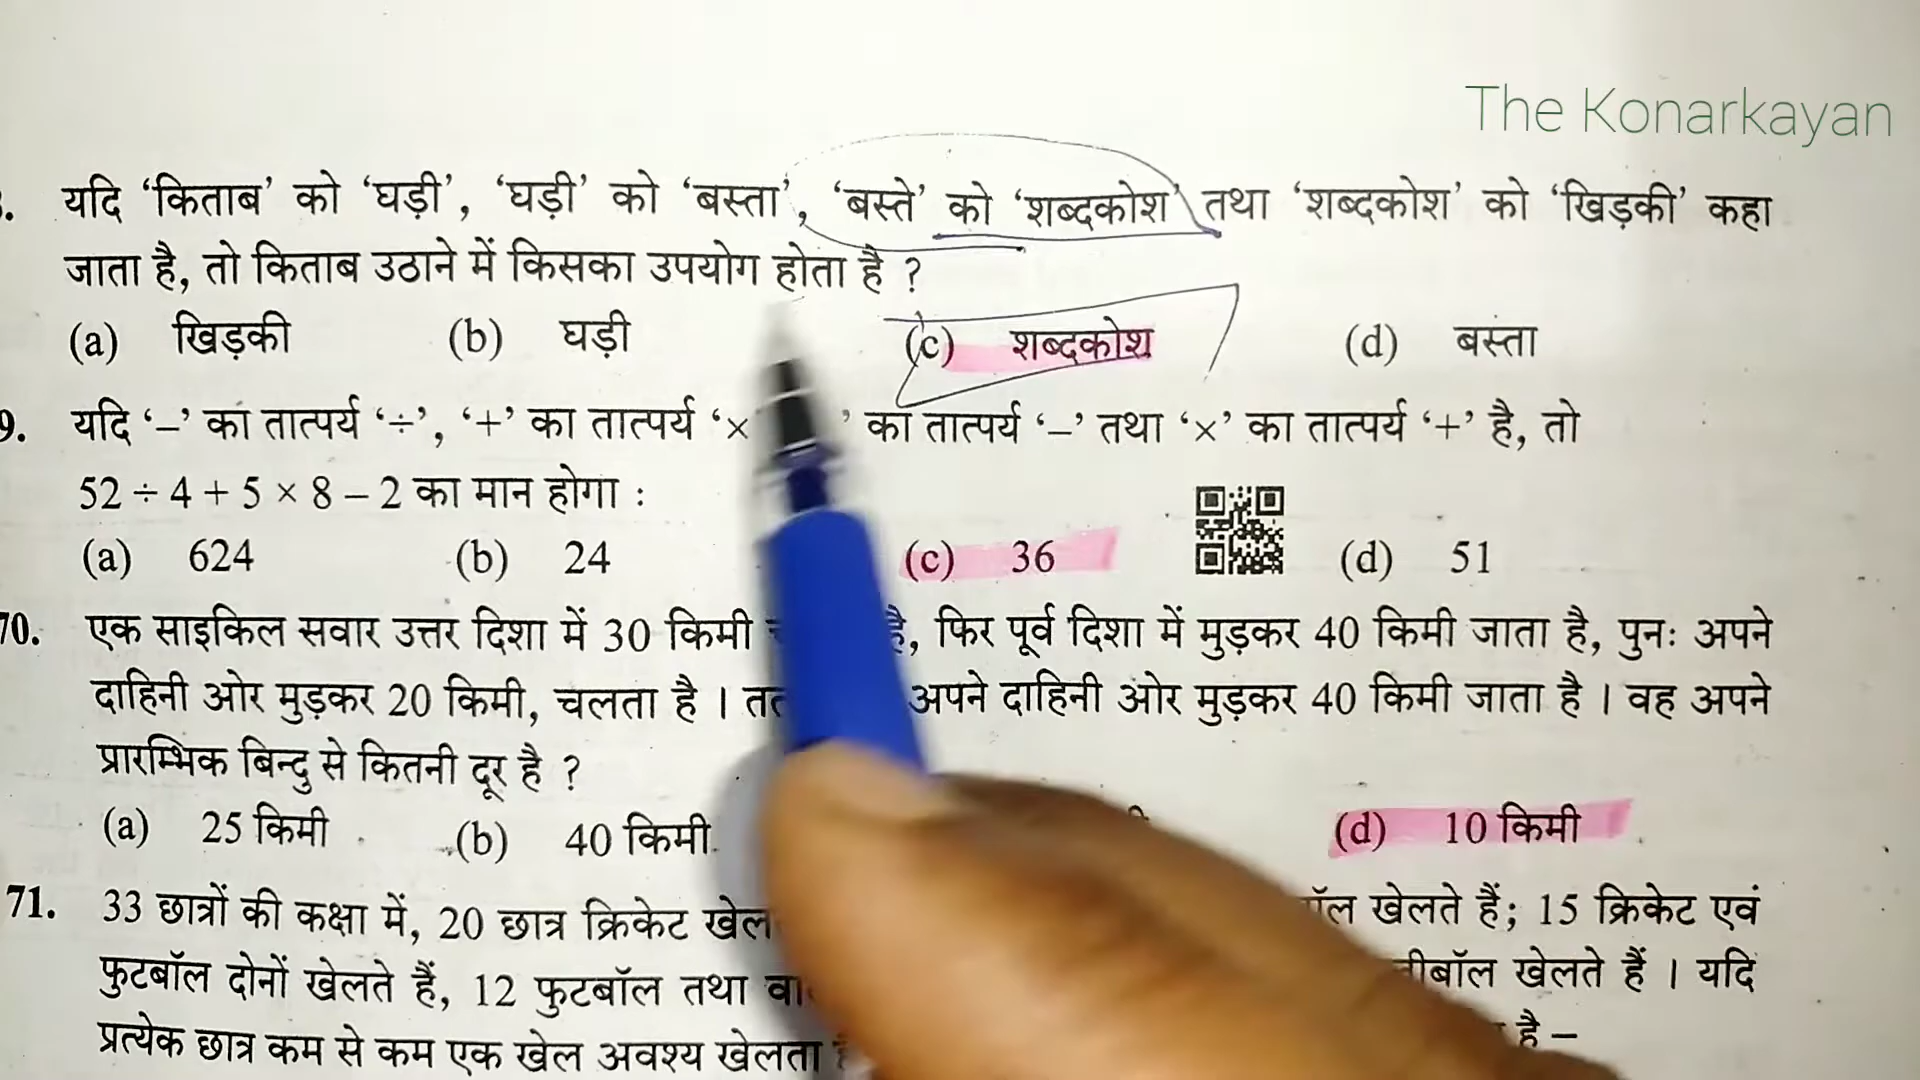 The Konarkayan
यदि ‘किताब’ को ‘घड़ी’, ‘घड़ी’ को ‘बस्ता’, ‘बस्ते’ को ‘शब्दकोश’ तथा ‘शब्दकोश’ को ‘खिड़की’ कहा
जाता है, तो किताब उठाने में किसका उपयोग होता है ?
(a) खिड़की (b) घड़ी (c) शब्दकोश (d) बस्ता
9. यदि ‘–’ का तात्पर्य ‘÷’, ‘+’ का तात्पर्य ‘× ’ का तात्पर्य ‘–’ तथा ‘×’ का तात्पर्य ‘+’ है, तो
52 ÷ 4 + 5 × 8 – 2 का मान होगा :
(a) 624 (b) 24 (c) 36 (d) 51
70. एक साइकिल सवार उत्तर दिशा में 30 किमी है, फिर पूर्व दिशा में मुड़कर 40 किमी जाता है, पुनः अपने
दाहिनी ओर मुड़कर 20 किमी, चलता है । अपने दाहिनी ओर मुड़कर 40 किमी जाता है । वह अपने
प्रारम्भिक बिन्दु से कितनी दूर है ?
(a) 25 किमी (b) 40 किमी (d) 10 किमी
71. 33 छात्रों की कक्षा में, 20 छात्र क्रिकेट खेलते हैं; 15 क्रिकेट एवं
फुटबॉल दोनों खेलते हैं, 12 फुटबॉल तथा खेलते हैं । यदि
प्रत्येक छात्र कम से कम एक खेल अवश्य खेलता है –